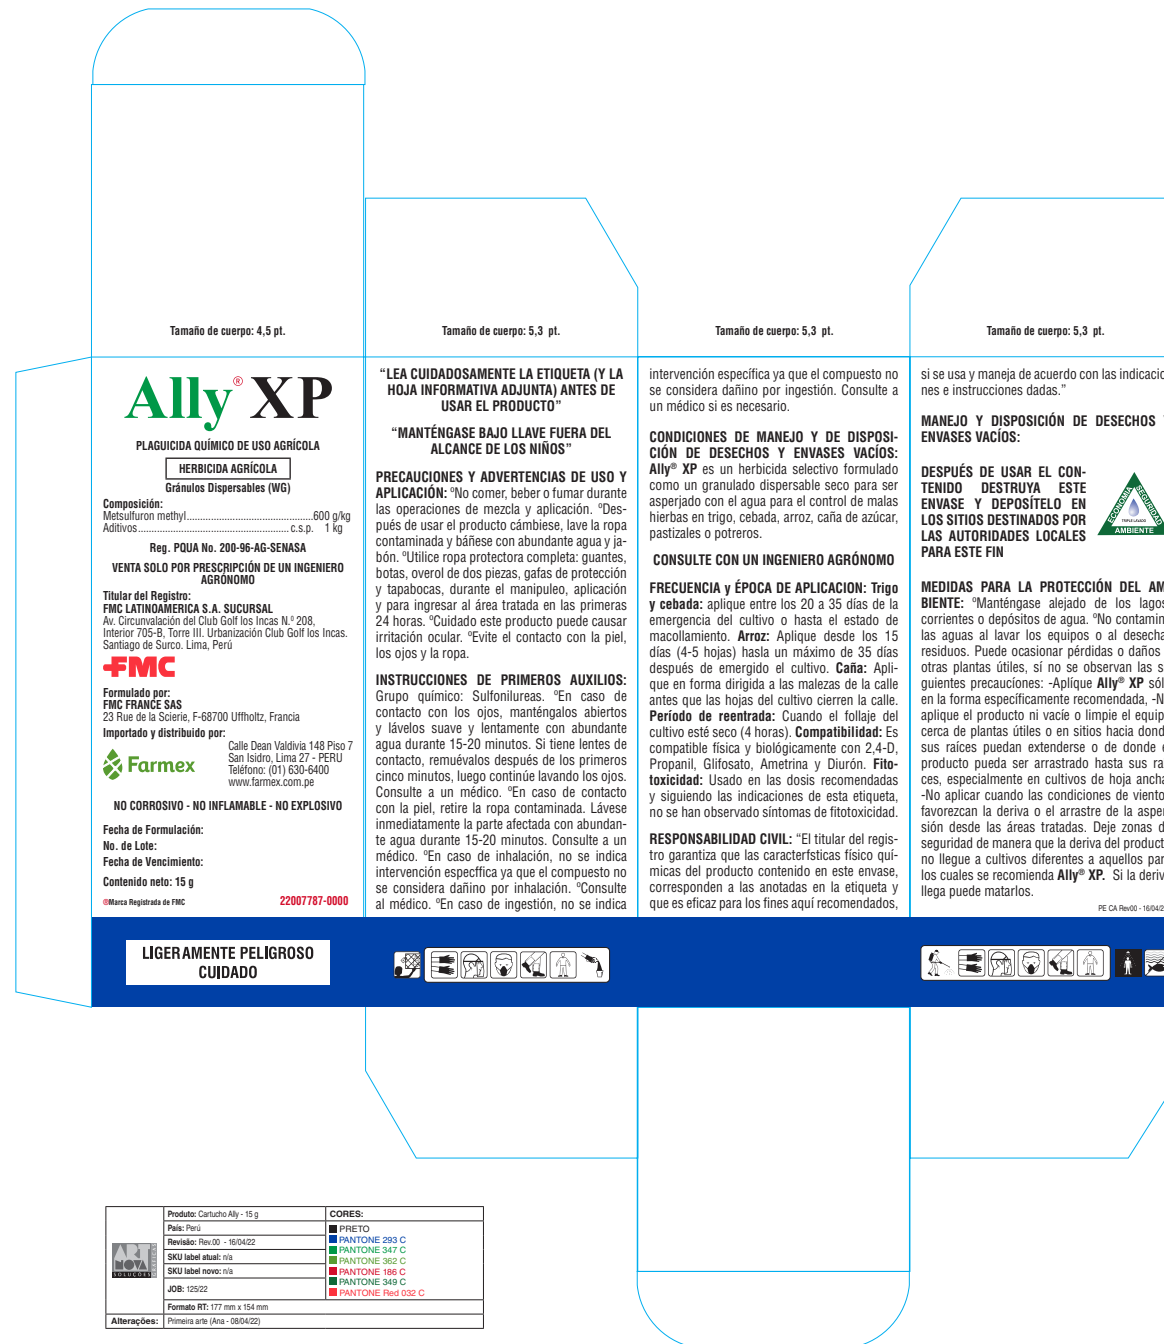 Tamaño de cuerpo: 4,5 pt.
Ally® XP
PLAGUICIDA QUÍMICO DE USO AGRÍCOLA
HERBICIDA AGRÍCOLA
Gránulos Dispersables (WG)
Composición:
Metsulfuron methyl..................................................600 g/kg
Aditivos............................................................c.s.p. 1 kg
Reg. PQUA No. 200-96-AG-SENASA
VENTA SOLO POR PRESCRIPCIÓN DE UN INGENIERO
AGRÓNOMO
Titular del Registro:
FMC LATINOAMERICA S.A. SUCURSAL
Av. Circunvalación del Club Golf los Incas N.º 208,
Interior 705-B, Torre III. Urbanización Club Golf los Incas.
Santiago de Surco. Lima, Perú
FMC
Formulado por:
FMC FRANCE SAS
23 Rue de la Scierie, F-68700 Uffholtz, Francia
Importado y distribuido por:
Farmex
Calle Dean Valdivia 148 Piso 7
San Isidro, Lima 27 - PERU
Teléfono: (01) 630-6400
www.farmex.com.pe
NO CORROSIVO - NO INFLAMABLE - NO EXPLOSIVO
Fecha de Formulación:
No. de Lote:
Fecha de Vencimiento:
Contenido neto: 15 g
®Marca Registrada de FMC
22007787-0000
LIGERAMENTE PELIGROSO
CUIDADO
Tamaño de cuerpo: 5,3 pt.
“LEA CUIDADOSAMENTE LA ETIQUETA (Y LA
HOJA INFORMATIVA ADJUNTA) ANTES DE
USAR EL PRODUCTO”
“MANTÉNGASE BAJO LLAVE FUERA DEL
ALCANCE DE LOS NIÑOS”
PRECAUCIONES Y ADVERTENCIAS DE USO Y
APLICACIÓN: ºNo comer, beber o fumar durante
las operaciones de mezcla y aplicación. ºDes-
pués de usar el producto cámbiese, lave la ropa
contaminada y báñese con abundante agua y ja-
bón. ºUtilice ropa protectora completa: guantes,
botas, overol de dos piezas, gafas de protección
y tapabocas, durante el manipuleo, aplicación
y para ingresar al área tratada en las primeras
24 horas. ºCuidado este producto puede causar
irritación ocular. ºEvite el contacto con la piel,
los ojos y la ropa.
INSTRUCCIONES DE PRIMEROS AUXILIOS:
Grupo químico: Sulfonilureas. ºEn caso de
contacto con los ojos, manténgalos abiertos
y lávelos suave y lentamente con abundante
agua durante 15-20 minutos. Si tiene lentes de
contacto, remuévalos después de los primeros
cinco minutos, luego continúe lavando los ojos.
Consulte a un médico. ºEn caso de contacto
con la piel, retire la ropa contaminada. Lávese
inmediatamente la parte afectada con abundan-
te agua durante 15-20 minutos. Consulte a un
médico. ºEn caso de inhalación, no se indica
intervención especffica ya que el compuesto no
se considera dañino por inhalación. ºConsulte
al médico. ºEn caso de ingestión, no se indica
Tamaño de cuerpo: 5,3 pt.
intervención específica ya que el compuesto no
se considera dañino por ingestión. Consulte a
un médico si es necesario.
CONDICIONES DE MANEJO Y DE DISPOSI-
CIÓN DE DESECHOS Y ENVASES VACÍOS:
Ally® XP es un herbicida selectivo formulado
como un granulado dispersable seco para ser
asperjado con el agua para el control de malas
hierbas en trigo, cebada, arroz, caña de azúcar,
pastizales o potreros.
CONSULTE CON UN INGENIERO AGRÓNOMO
FRECUENCIA y ÉPOCA DE APLICACION: Trigo
y cebada: aplique entre los 20 a 35 días de la
emergencia del cultivo o hasta el estado de
macollamiento. Arroz: Aplique desde los 15
días (4-5 hojas) hasla un máximo de 35 días
después de emergido el cultivo. Caña: Apli-
que en forma dirigida a las malezas de la calle
antes que las hojas del cultivo cierren la calle.
Período de reentrada: Cuando el follaje del
cultivo esté seco (4 horas). Compatibilidad: Es
compatible física y biológicamente con 2,4-D,
Propanil, Glifosato, Ametrina y Diurón. Fito-
toxicidad: Usado en las dosis recomendadas
y siguiendo las indicaciones de esta etiqueta,
no se han observado síntomas de fitotoxicidad.
RESPONSABILIDAD CIVIL: “El titular del regis-
tro garantiza que las caracterfsticas físico quí-
micas del producto contenido en este envase,
corresponden a las anotadas en la etiqueta y
que es eficaz para los fines aquí recomendados,
Tamaño de cuerpo: 5,3 pt.
si se usa y maneja de acuerdo con las indicacio
nes e instrucciones dadas.”
MANEJO Y DISPOSICIÓN DE DESECHOS
ENVASES VACÍOS:
DESPUÉS DE USAR EL CON-
TENIDO DESTRUYA ESTE
ENVASE Y DEPOSÍTELO EN
LOS SITIOS DESTINADOS POR
LAS AUTORIDADES LOCALES
PARA ESTE FIN
ECONOMIA
SEGURIDAD
TRIPLE LAVADO
AMBIENTE
MEDIDAS PARA LA PROTECCIÓN DEL AM
BIENTE: ºManténgase alejado de los lagos
corrientes o depósitos de agua. ºNo contamin
las aguas al lavar los equipos o al desecha
residuos. Puede ocasionar pérdidas o daños
otras plantas útiles, sí no se observan las s
guientes precaucíones: -Aplíque Ally® XP sól
en la forma específicamente recomendada, -N
aplique el producto ni vacíe o limpie el equip
cerca de plantas útiles o en sitios hacia dond
sus raíces puedan extenderse o de donde e
producto pueda ser arrastrado hasta sus ra
ces, especialmente en cultivos de hoja ancha
-No aplicar cuando las condiciones de viento
favorezcan la deriva o el arrastre de la asper
sión desde las áreas tratadas. Deje zonas d
seguridad de manera que la deriva del product
no llegue a cultivos diferentes a aquellos par
los cuales se recomienda Ally® XP. Si la deriv
llega puede matarlos.
PE CA Rev00 - 16/04/2
ART NOVA
SOLUÇÕES
Produto: Cartucho Ally - 15 g
País: Perú
Revisão: Rev.00 - 16/04/22
SKU label atual: n/a
SKU label novo: n/a
JOB: 125/22
Formato RT: 177 mm x 154 mm
Alterações: Primeira arte (Ana - 08/04/22)
CORES:
PRETO
PANTONE 293 C
PANTONE 347 C
PANTONE 362 C
PANTONE 186 C
PANTONE 349 C
PANTONE Red 032 C